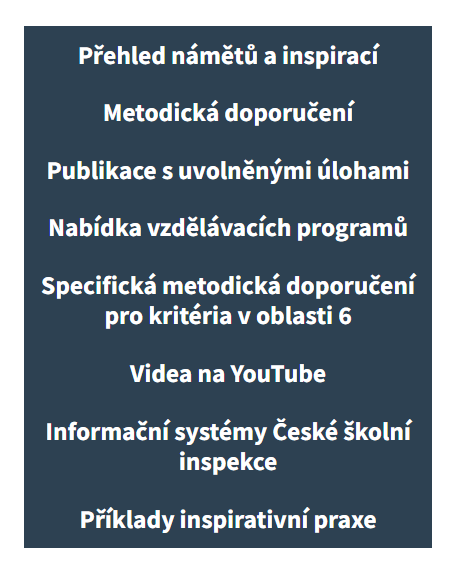 Přehled námětů a inspirací
Metodická doporučení
Publikace s uvolněnými úlohami
Nabídka vzdělávacích programů
Specifická metodická doporučení
pro kritéria v oblasti 6
Videa na YouTube
Informační systémy České školní
inspekce
Příklady inspirativní praxe